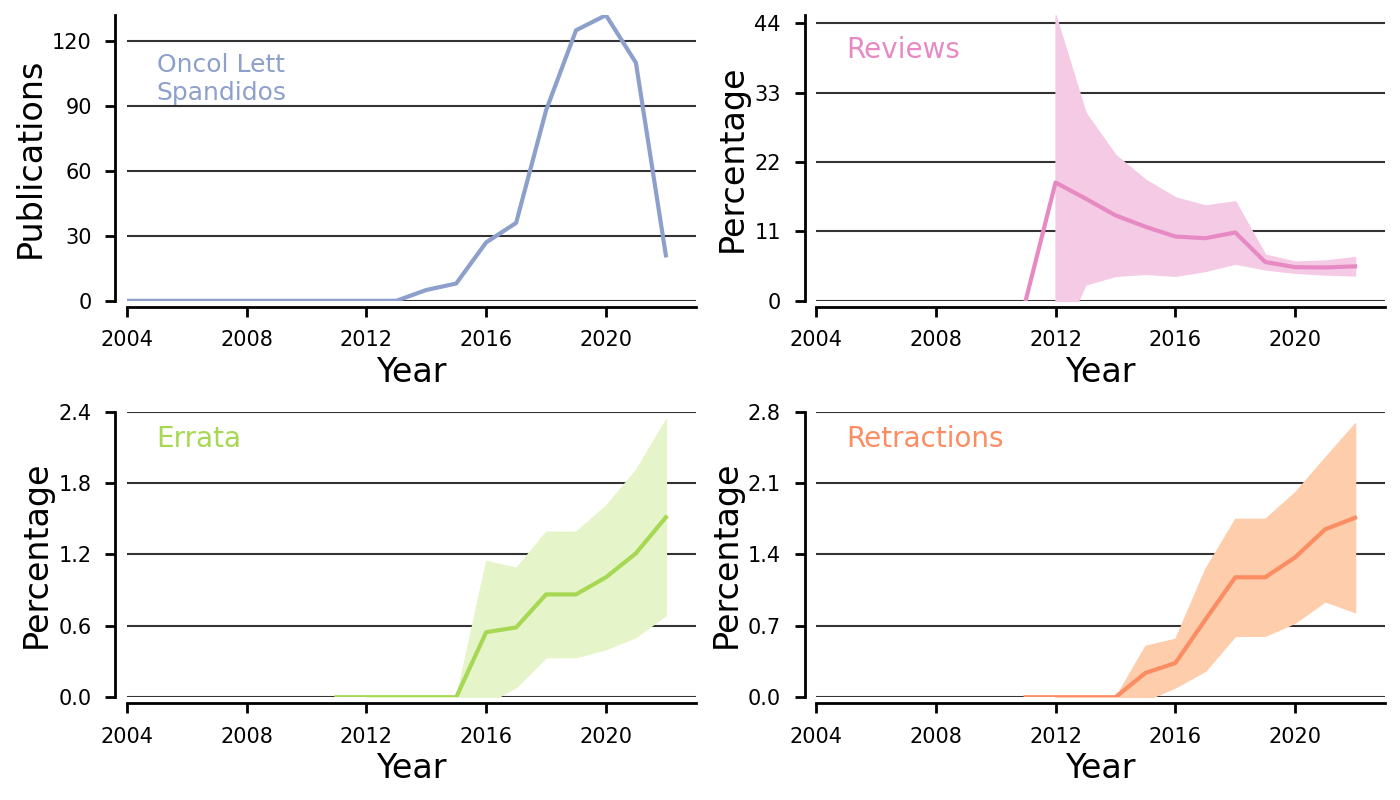 Publications
120
90
60
30
0
Oncol Lett
Spandidos
2004 2008 2012 2016 2020
Year
Percentage
44
33
22
11
0
Reviews
2004 2008 2012 2016 2020
Year
Percentage
2.4
1.8
1.2
0.6
0.0
Errata
2004 2008 2012 2016 2020
Year
Percentage
2.8
2.1
1.4
0.7
0.0
Retractions
2004 2008 2012 2016 2020
Year